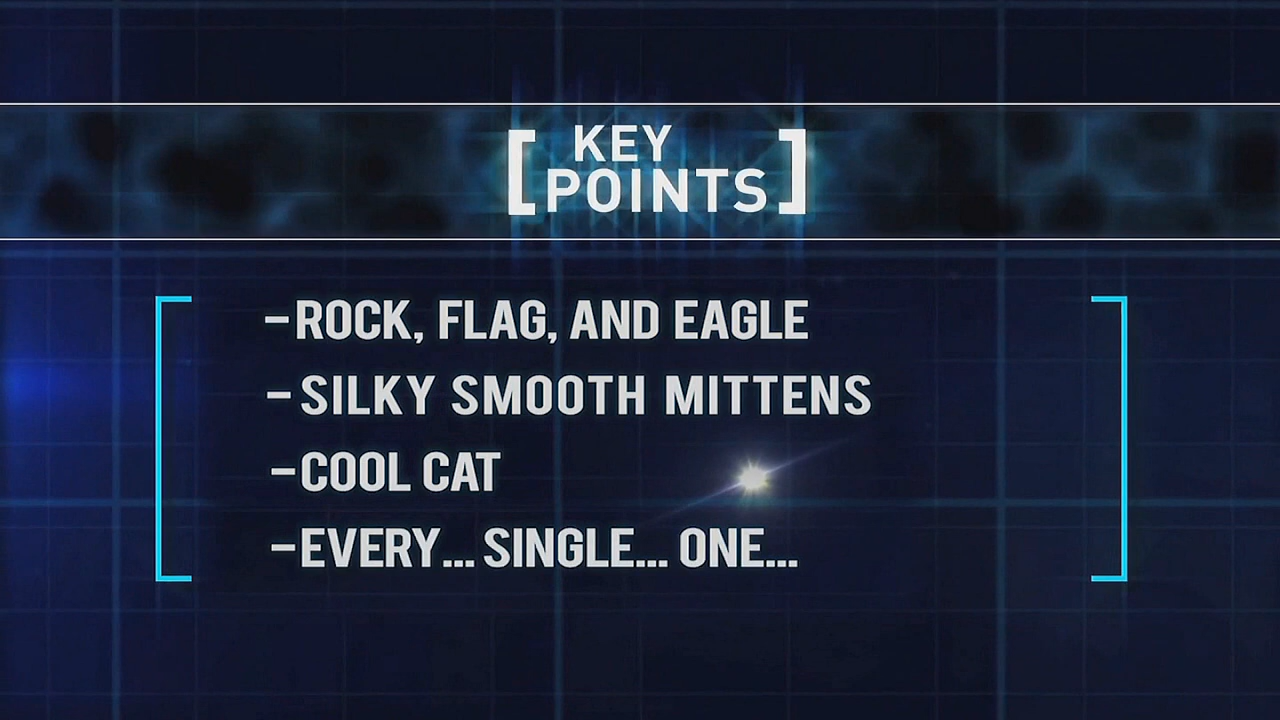 [KEY
POINTS]
-ROCK, FLAG, AND EAGLE
-SILKY SMOOTH MITTENS
-COOL CAT
-EVERY... SINGLE... ONE...